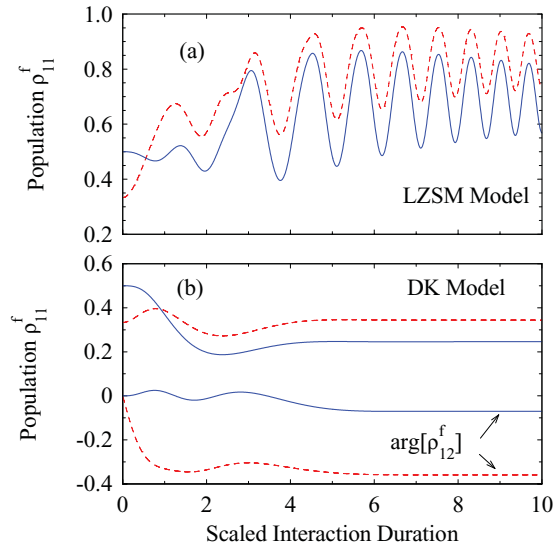 (a)
1.0
0.8
0.6
0.4
0.2
Population ρ₁₁ᶠ
LZSM Model
(b)
DK Model
0.6
0.4
0.2
0
-0.2
-0.4
Population ρ₁₁ᶠ
arg[ρ₁₂ᶠ]
0 2 4 6 8 10
Scaled Interaction Duration